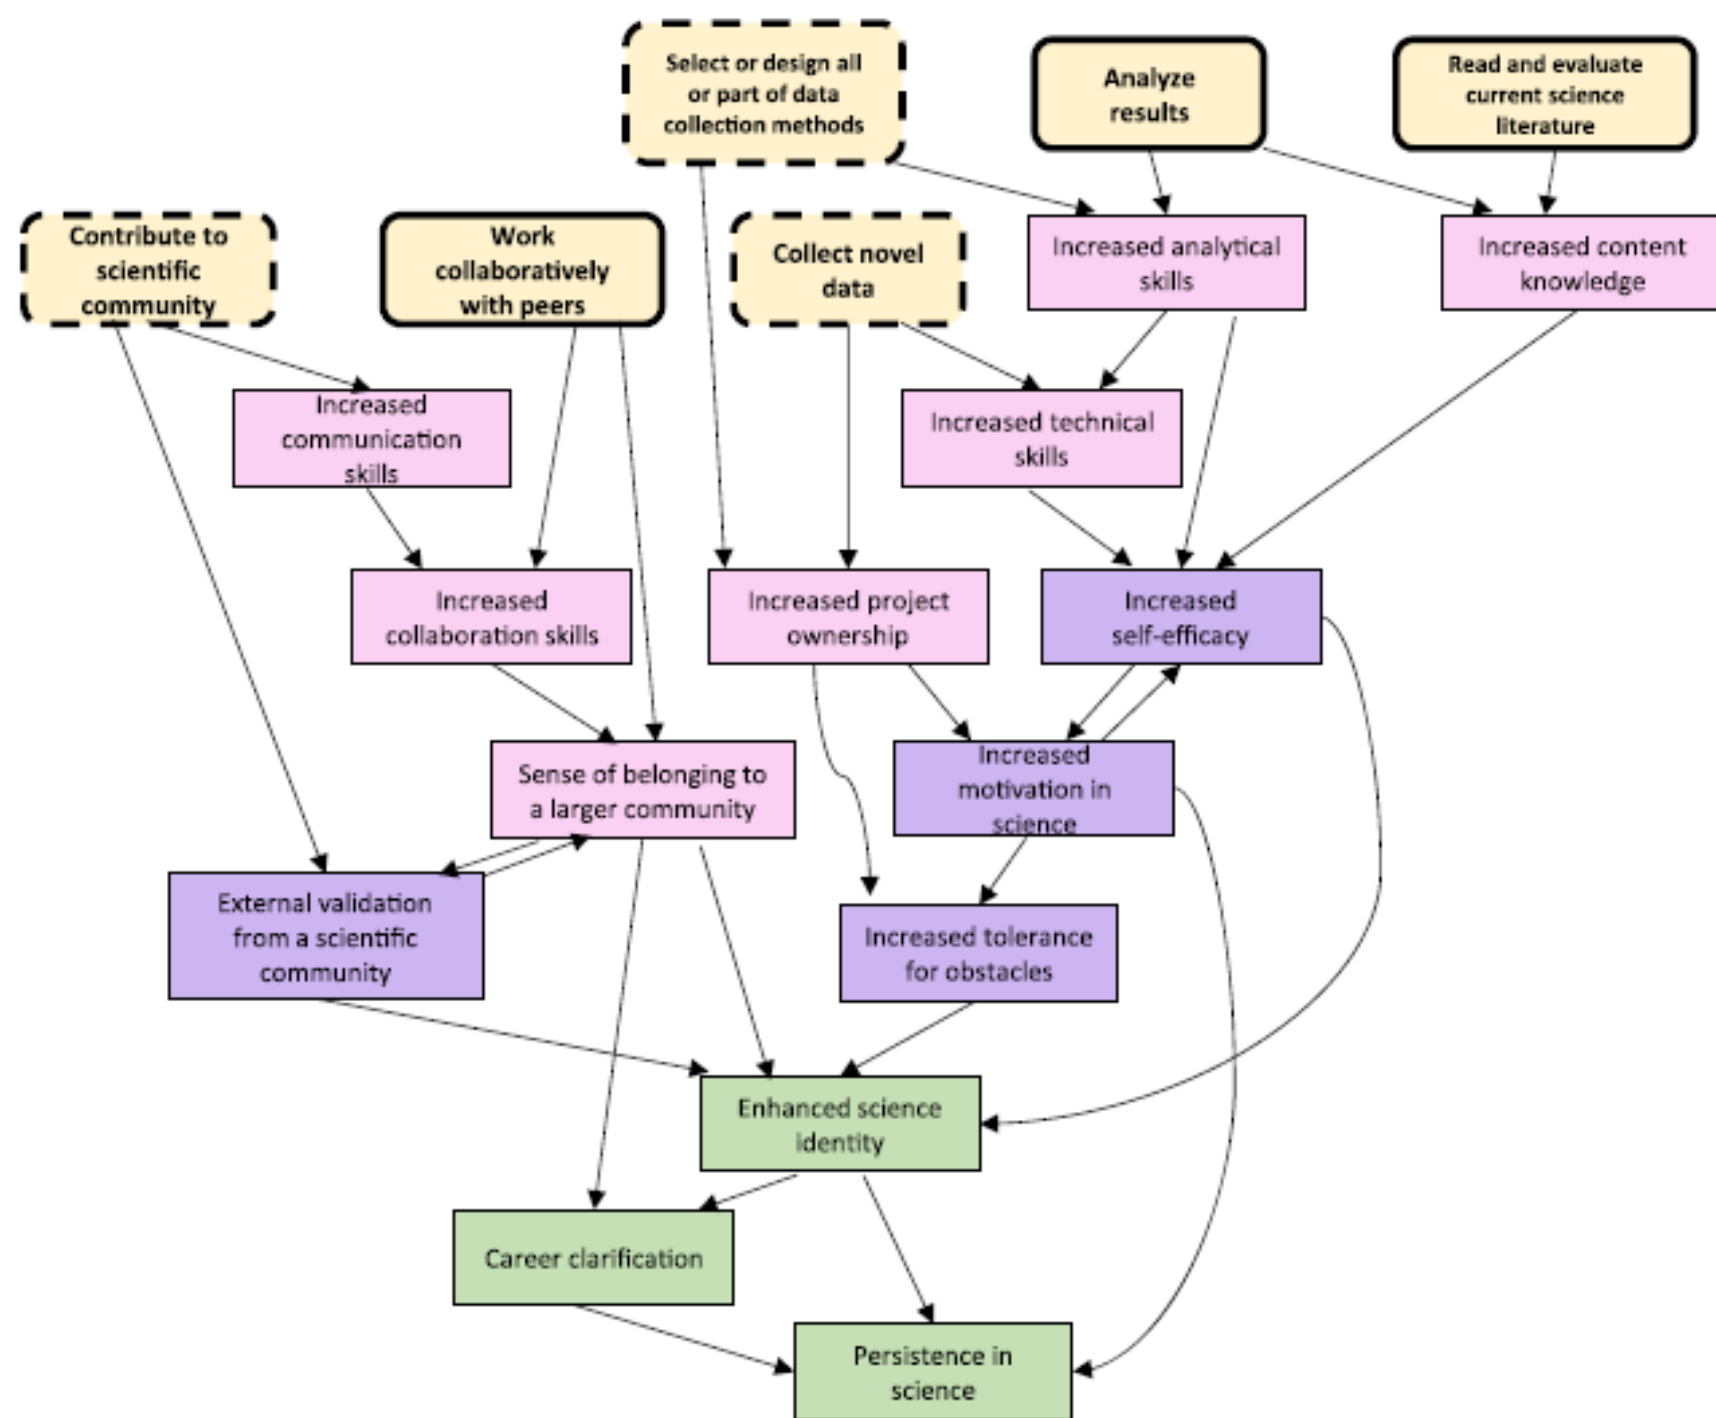 Select or design all
or part of data
collection methods
Analyze
results
Read and evaluate
current science
literature
Contribute to
scientific
community
Work
collaboratively
with peers
Collect novel
data
Increased analytical
skills
Increased content
knowledge
Increased
communication
skills
Increased technical
skills
Increased
collaboration skills
Increased project
ownership
Increased
self-efficacy
Sense of belonging to
a larger community
Increased
motivation in
science
External validation
from a scientific
community
Increased tolerance
for obstacles
Enhanced science
identity
Career clarification
Persistence in
science